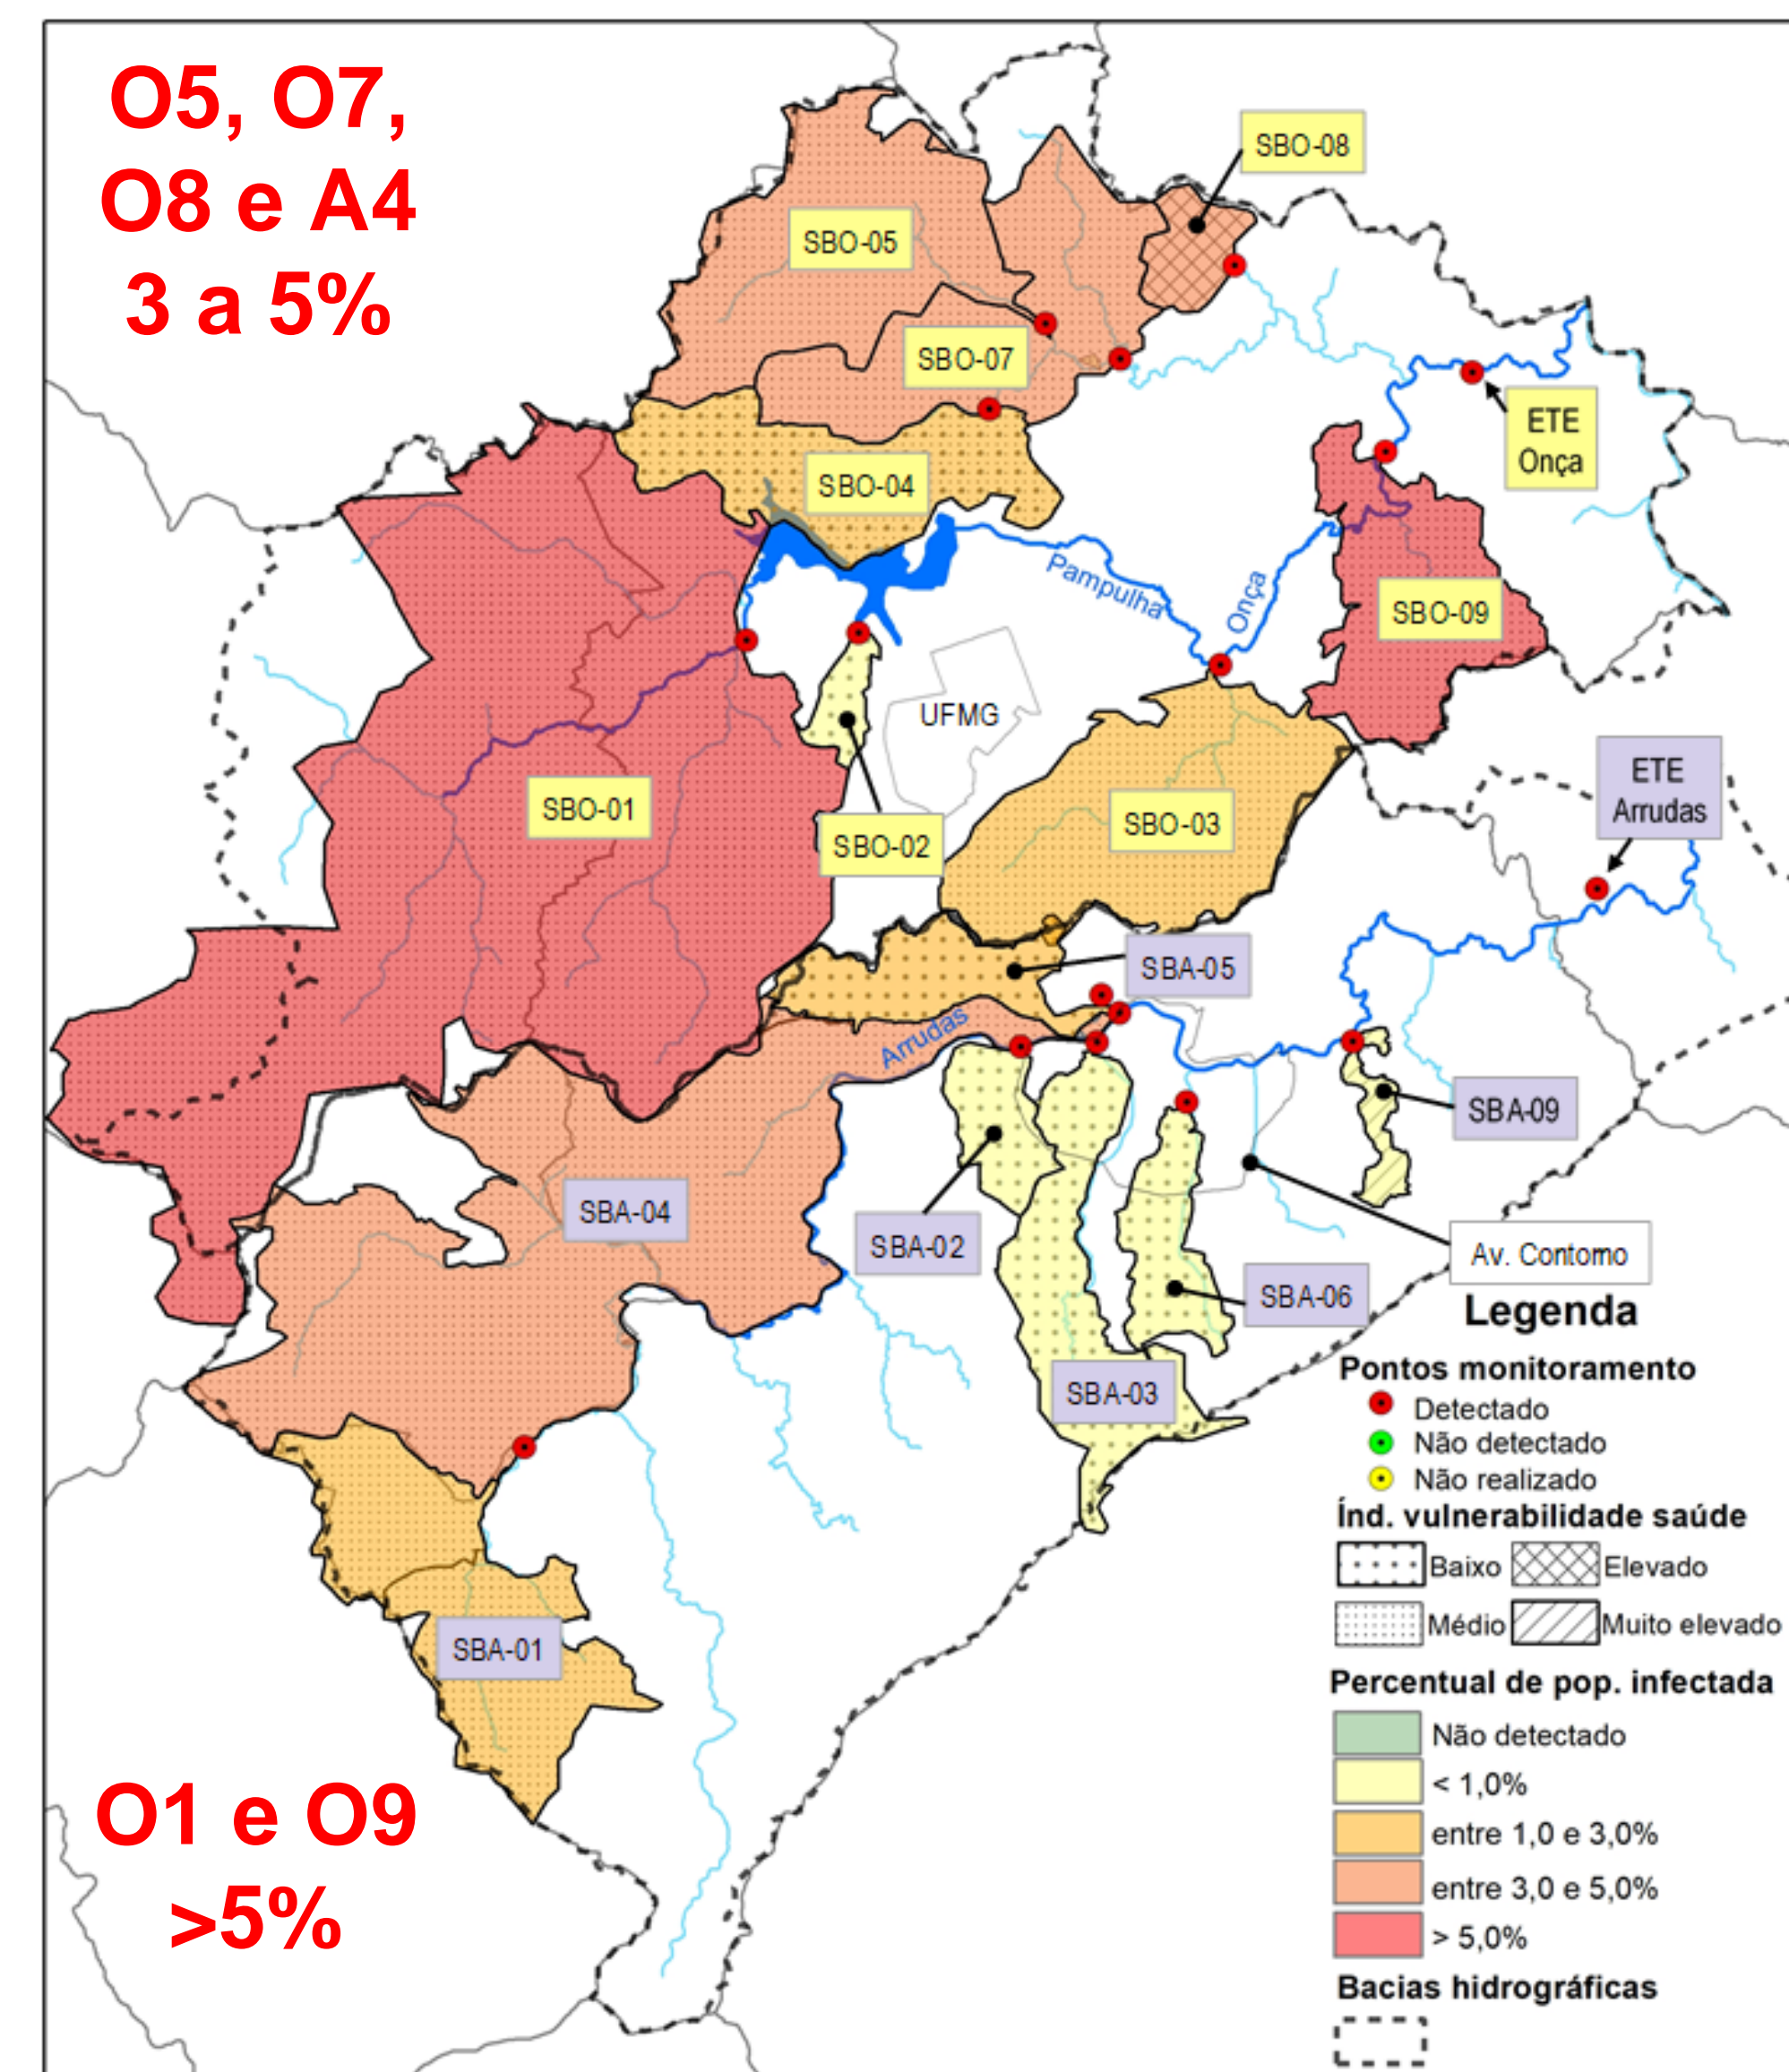 O5, O7,
O8 e A4
3 a 5%
SBO-08
SBO-05
SBO-07
ETE
Onça
SBO-04
Pampulha
Onça
SBO-09
UFMG
ETE
Arrudas
SBO-01
SBO-03
SBO-02
SBA-05
Arrudas
SBA-09
SBA-04
SBA-02
Av. Contorno
SBA-06
SBA-03
SBA-01
O1 e O9
>5%
Legenda
Pontos monitoramento
Detectado
Não detectado
Não realizado
Índ. vulnerabilidade saúde
Baixo Elevado
Médio Muito elevado
Percentual de pop. infectada
Não detectado
< 1,0%
entre 1,0 e 3,0%
entre 3,0 e 5,0%
> 5,0%
Bacias hidrográficas